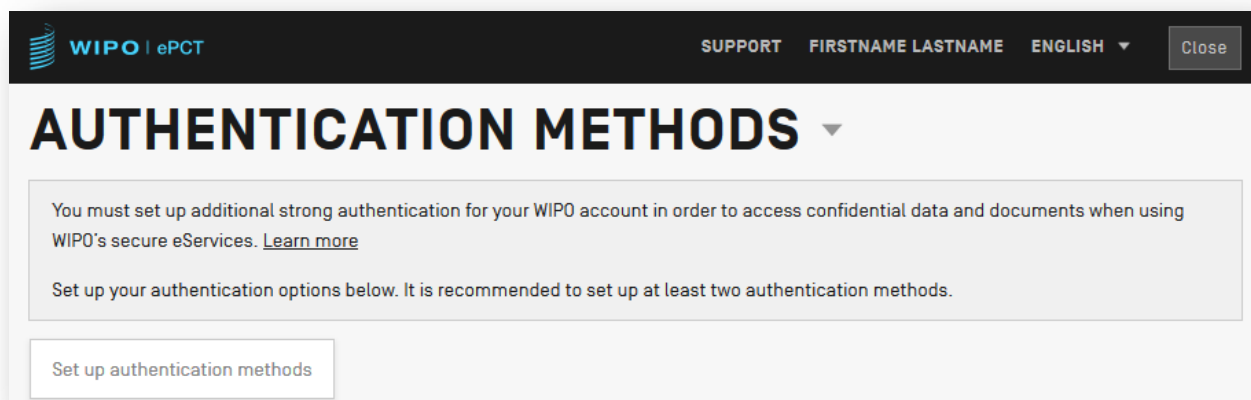 WIPO | ePCT SUPPORT FIRSTNAME LASTNAME ENGLISH Close
AUTHENTICATION METHODS
You must set up additional strong authentication for your WIPO account in order to access confidential data and documents when using
WIPO's secure eServices. Learn more
Set up your authentication options below. It is recommended to set up at least two authentication methods.
Set up authentication methods